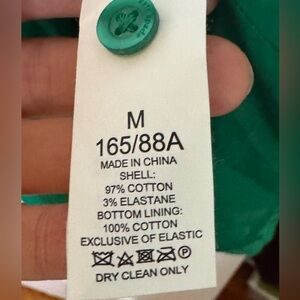 M
165/88A
MADE IN CHINA
SHELL:
97% COTTON
3% ELASTANE
BOTTOM LINING:
100% COTTON
EXCLUSIVE OF ELASTIC
DRY CLEAN ONLY